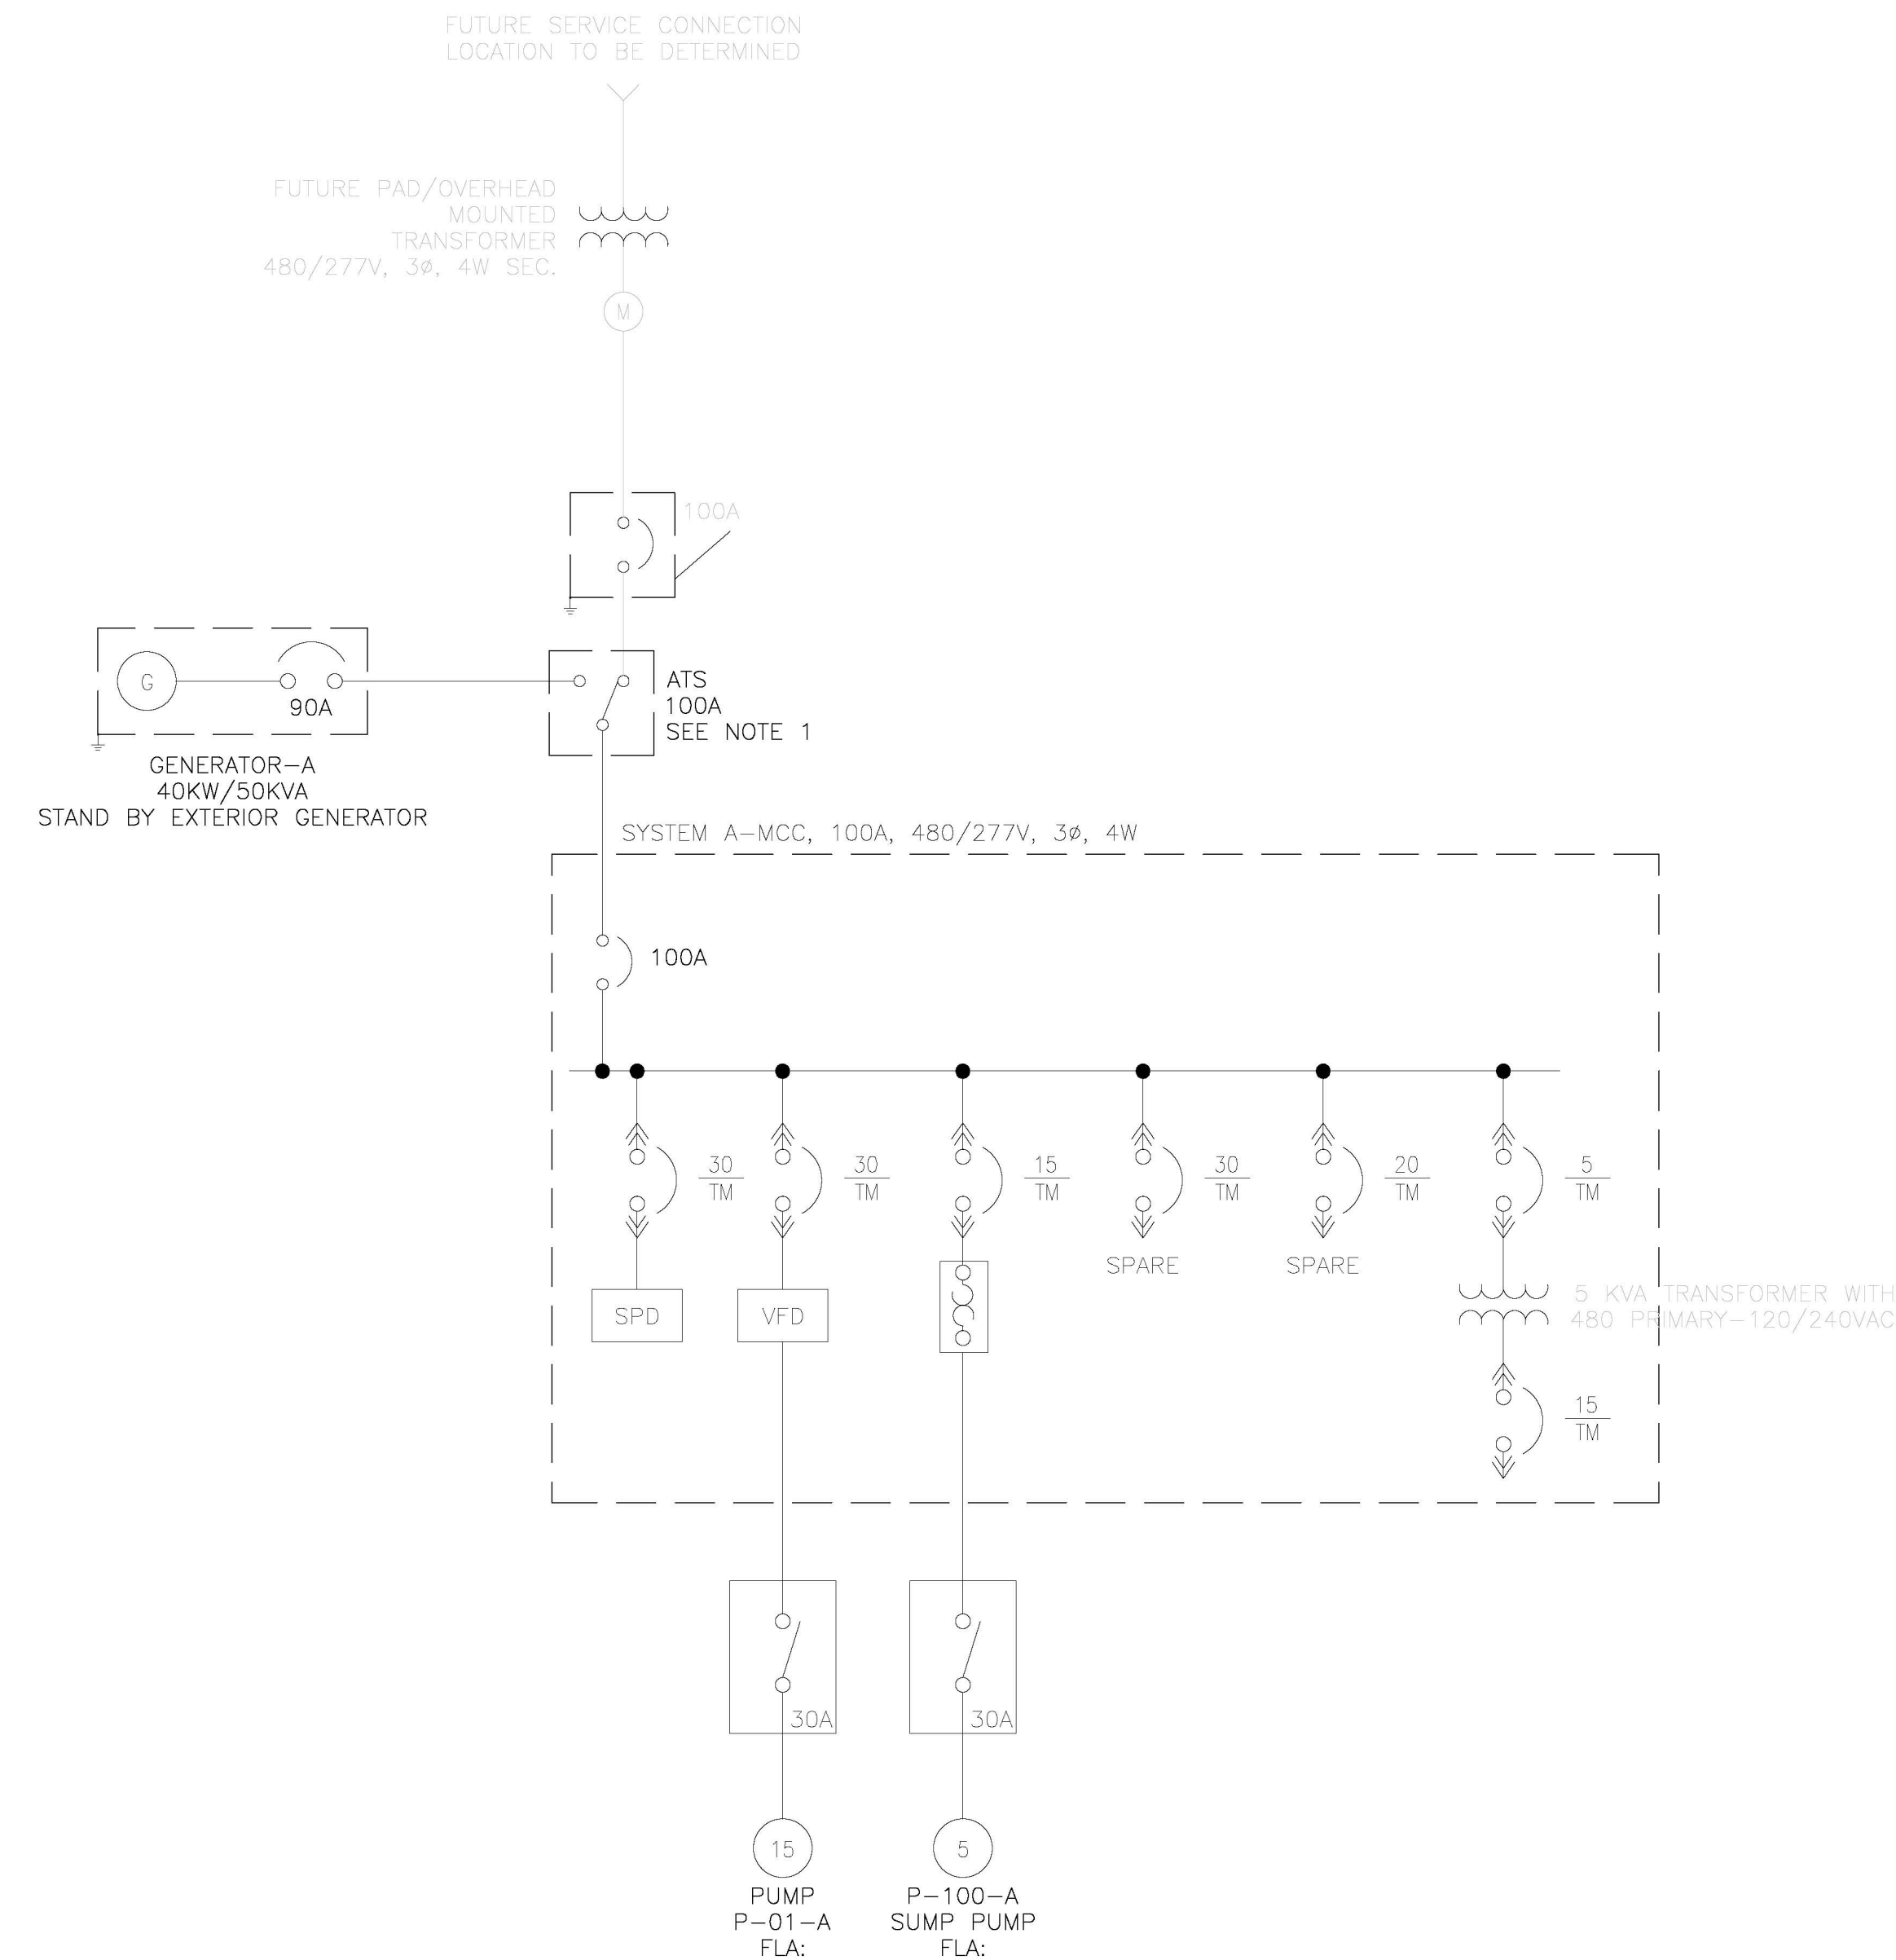 FUTURE SERVICE CONNECTION
LOCATION TO BE DETERMINED
FUTURE PAD/OVERHEAD
MOUNTED
TRANSFORMER
480/277V, 3ø, 4W SEC.
M
100A
G
90A
GENERATOR-A
40KW/50KVA
STAND BY EXTERIOR GENERATOR
ATS
100A
SEE NOTE 1
SYSTEM A-MCC, 100A, 480/277V, 3ø, 4W
100A
30
TM
30
TM
15
TM
30
TM
20
TM
5
TM
SPARE
SPARE
SPD
VFD
5 KVA TRANSFORMER WITH
480 PRIMARY-120/240VAC
15
TM
30A
30A
15
PUMP
P-01-A
FLA:
5
P-100-A
SUMP PUMP
FLA: